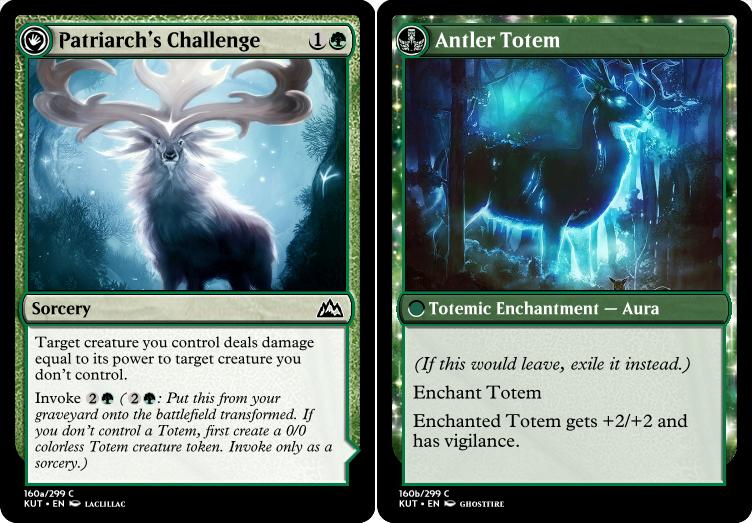 Patriarch's Challenge 1
Sorcery
Target creature you control deals damage
equal to its power to target creature you
don't control.
Invoke 2 ( 2 : Put this from your
graveyard onto the battlefield transformed. If
you don't control a Totem, first create a 0/0
colorless Totem creature token. Invoke only as a
sorcery.)
160a/299 C
KUT • EN LACLILLAC
Antler Totem
Totemic Enchantment — Aura
(If this would leave, exile it instead.)
Enchant Totem
Enchanted Totem gets +2/+2 and
has vigilance.
160b/299 C
KUT • EN GHOSTFIRE